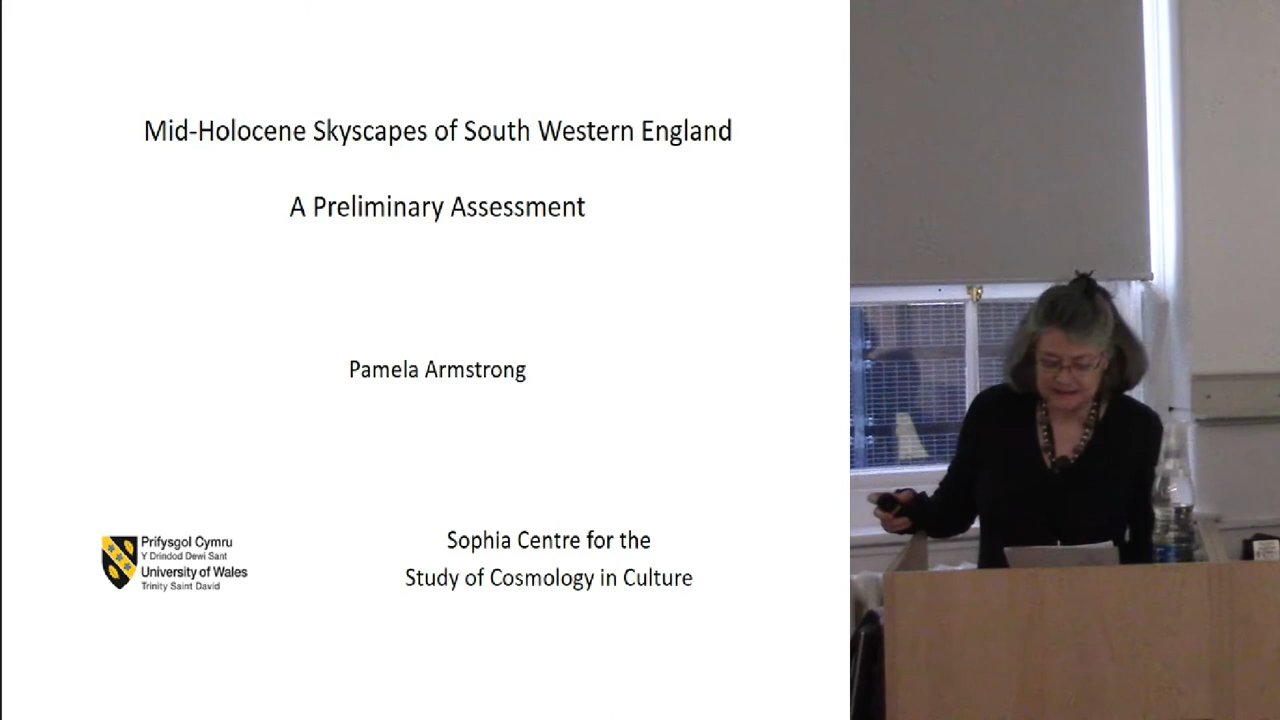 Mid-Holocene Skyscapes of South Western England
A Preliminary Assessment
Pamela Armstrong
Prifysgol Cymru
Y Drindod Dewi Sant
University of Wales
Trinity Saint David
Sophia Centre for the
Study of Cosmology in Culture